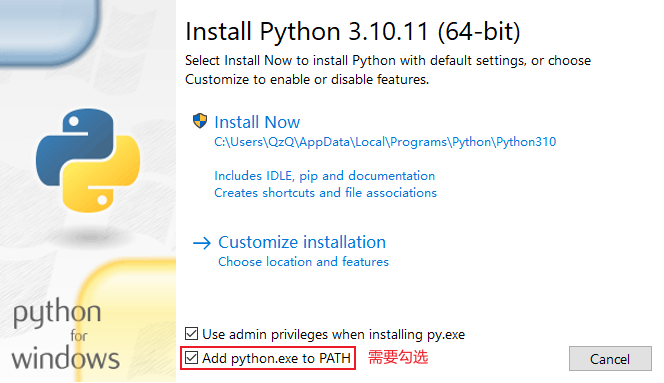 Install Python 3.10.11 (64-bit)
Select Install Now to install Python with default settings, or choose
Customize to enable or disable features.
Install Now
C:\Users\QzQ\AppData\Local\Programs\Python\Python310
Includes IDLE, pip and documentation
Creates shortcuts and file associations
Customize installation
Choose location and features
python
for
windows
Use admin privileges when installing py.exe
Add python.exe to PATH 需要勾选
Cancel